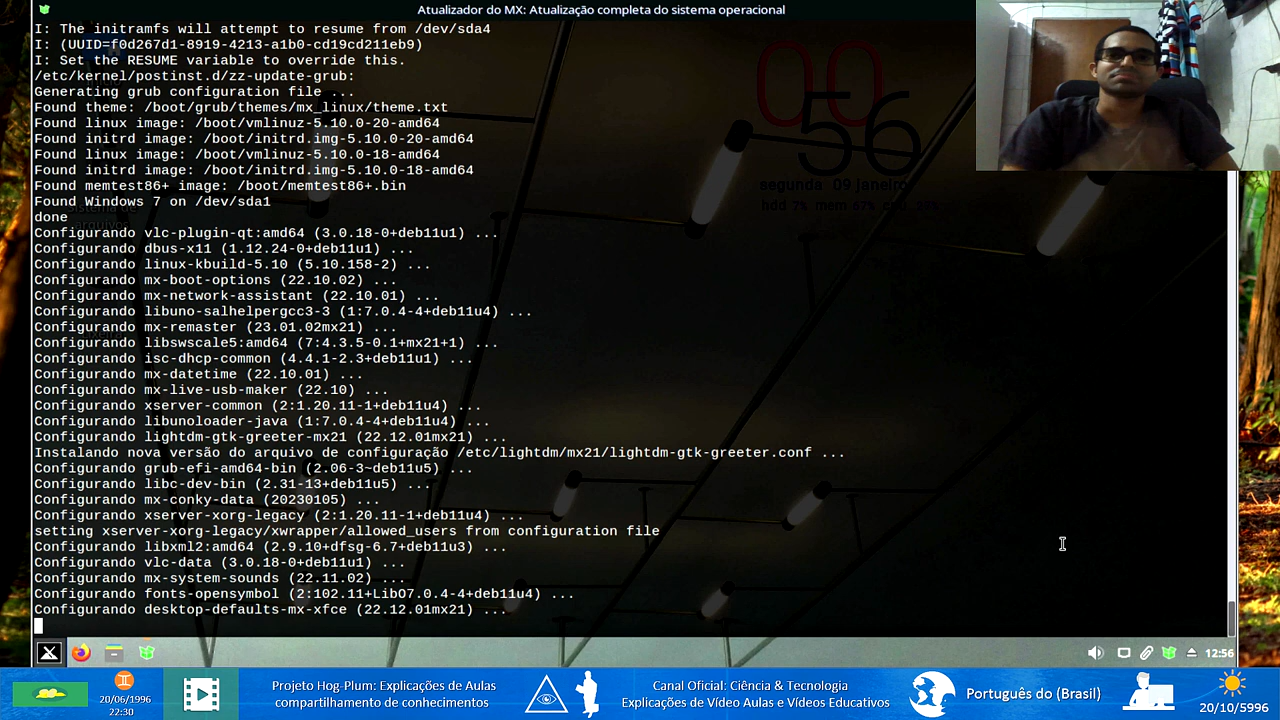 Atualizador do MX: Atualização completa do sistema operacional
I: The initramfs will attempt to resume from /dev/sda4
I: (UUID=f0d267d1-8919-4213-a1b0-cd19cd211eb9)
I: Set the RESUME variable to override this.
/etc/kernel/postinst.d/zz-update-grub:
Generating grub configuration file ...
Found theme: /boot/grub/themes/mx_linux/theme.txt
Found linux image: /boot/vmlinuz-5.10.0-20-amd64
Found initrd image: /boot/initrd.img-5.10.0-20-amd64
Found linux image: /boot/vmlinuz-5.10.0-18-amd64
Found initrd image: /boot/initrd.img-5.10.0-18-amd64
Found memtest86+ image: /boot/memtest86+.bin
Found Windows 7 on /dev/sda1
done
Configurando vlc-plugin-qt:amd64 (3.0.18-0+deb11u1) ...
Configurando dbus-x11 (1.12.24-0+deb11u1) ...
Configurando linux-kbuild-5.10 (5.10.158-2) ...
Configurando mx-boot-options (22.10.02) ...
Configurando mx-network-assistant (22.10.01) ...
Configurando libuno-salhelpergcc3-3 (1:7.0.4-4+deb11u4) ...
Configurando mx-remaster (23.01.02mx21) ...
Configurando libswscale5:amd64 (7:4.3.5-0.1+mx21+1) ...
Configurando isc-dhcp-common (4.4.1-2.3+deb11u1) ...
Configurando mx-datetime (22.10.01) ...
Configurando mx-live-usb-maker (22.10) ...
Configurando xserver-common (2:1.20.11-1+deb11u4) ...
Configurando libunoloader-java (1:7.0.4-4+deb11u4) ...
Configurando lightdm-gtk-greeter-mx21 (22.12.01mx21) ...
Instalando nova versão do arquivo de configuração /etc/lightdm/mx21/lightdm-gtk-greeter.conf ...
Configurando grub-efi-amd64-bin (2.06-3~deb11u5) ...
Configurando libc-dev-bin (2.31-13+deb11u5) ...
Configurando mx-conky-data (20230105) ...
Configurando xserver-xorg-legacy (2:1.20.11-1+deb11u4) ...
setting xserver-xorg-legacy/xwrapper/allowed_users from configuration file
Configurando libxml2:amd64 (2.9.10+dfsg-6.7+deb11u3) ...
Configurando vlc-data (3.0.18-0+deb11u1) ...
Configurando mx-system-sounds (22.11.02) ...
Configurando fonts-opensymbol (2:102.11+LibO7.0.4-4+deb11u4) ...
Configurando desktop-defaults-mx-xfce (22.12.01mx21) ...
00
56
segunda 09 janeiro
12:56
20/06/1996
22:30
Projeto Hog-Plum: Explicações de Aulas
compartilhamento de conhecimentos
Canal Oficial: Ciência & Tecnologia
Explicações de Vídeo Aulas e Vídeos Educativos
Português do (Brasil)
20/10/5996